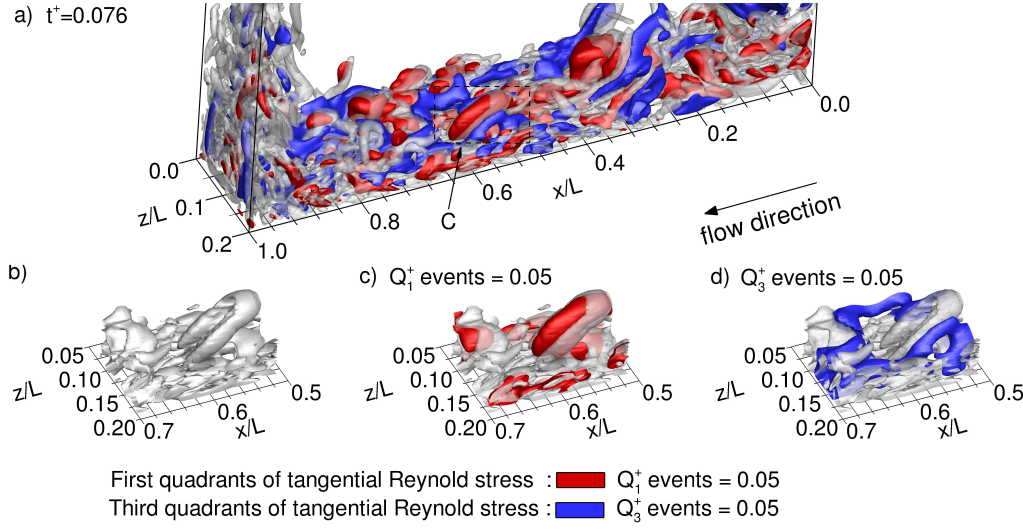 a) t⁺=0.076
0.0
0.2
0.4
x/L
0.6
0.8
1.0
0.0
0.1
z/L
0.2
C
flow direction
b)
0.05
0.10
z/L
0.15
0.20
0.7
0.6
x/L
0.5
c) Q₁⁺ events = 0.05
0.05
0.10
z/L
0.15
0.20
0.7
0.6
x/L
0.5
d) Q₃⁺ events = 0.05
0.05
0.10
z/L
0.15
0.20
0.7
0.6
x/L
0.5
First quadrants of tangential Reynold stress : Q₁⁺ events = 0.05
Third quadrants of tangential Reynold stress : Q₃⁺ events = 0.05